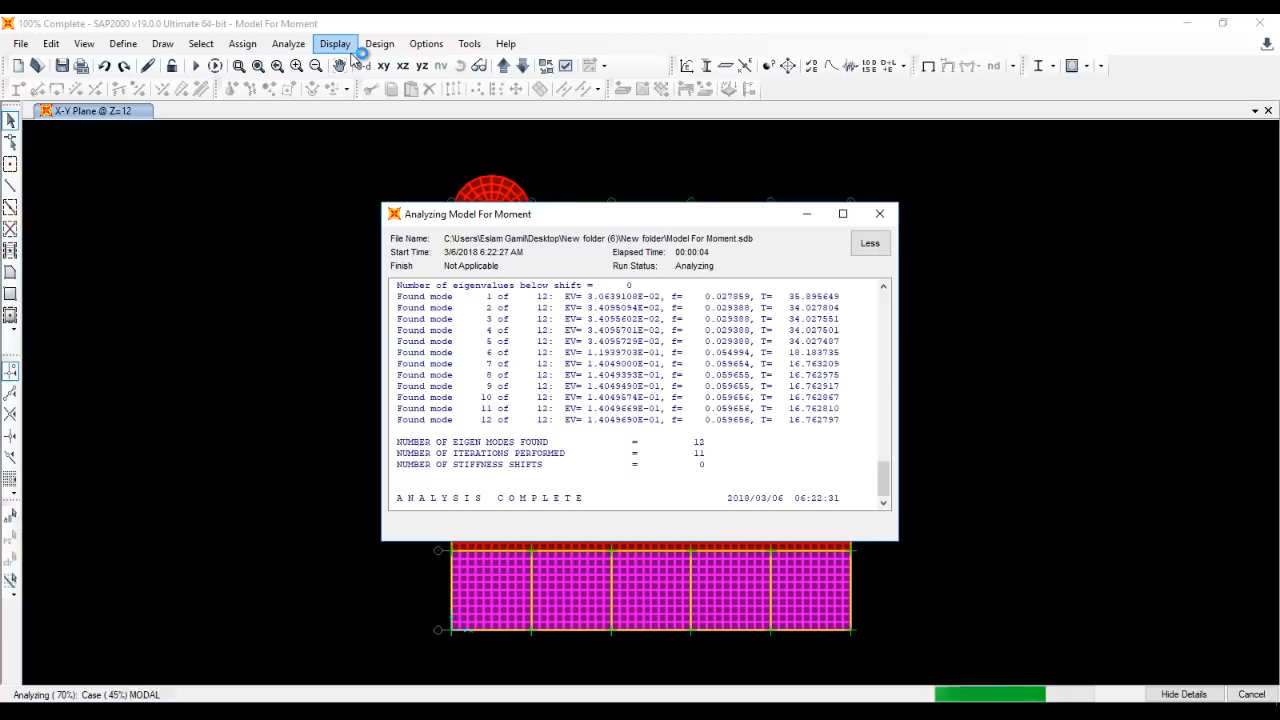 100% Complete - SAP2000 v19.0.0 Ultimate 64-bit - Model For Moment
File Edit View Define Draw Select Assign Analyze Display Design Options Tools Help
xy xz yz nv
nd
X-Y Plane @ Z=12
Analyzing Model For Moment
File Name: C:\Users\Eslam Gamil\Desktop\New folder (6)\New folder\Model For Moment.sdb
Less
Start Time: 3/6/2018 6:22:27 AM Elapsed Time: 00:00:04
Finish Not Applicable Run Status: Analyzing
Number of eigenvalues below shift = 0
Found mode 1 of 12: EV= 3.0639108E-02, f= 0.027859, T= 35.895649
Found mode 2 of 12: EV= 3.4095094E-02, f= 0.029388, T= 34.027804
Found mode 3 of 12: EV= 3.4095602E-02, f= 0.029388, T= 34.027551
Found mode 4 of 12: EV= 3.4095701E-02, f= 0.029388, T= 34.027501
Found mode 5 of 12: EV= 3.4095729E-02, f= 0.029388, T= 34.027487
Found mode 6 of 12: EV= 1.1939703E-01, f= 0.054994, T= 18.183735
Found mode 7 of 12: EV= 1.4049000E-01, f= 0.059654, T= 16.763209
Found mode 8 of 12: EV= 1.4049393E-01, f= 0.059655, T= 16.762975
Found mode 9 of 12: EV= 1.4049490E-01, f= 0.059655, T= 16.762917
Found mode 10 of 12: EV= 1.4049574E-01, f= 0.059656, T= 16.762867
Found mode 11 of 12: EV= 1.4049669E-01, f= 0.059656, T= 16.762810
Found mode 12 of 12: EV= 1.4049690E-01, f= 0.059656, T= 16.762797
NUMBER OF EIGEN MODES FOUND = 12
NUMBER OF ITERATIONS PERFORMED = 11
NUMBER OF STIFFNESS SHIFTS = 0
A N A L Y S I S C O M P L E T E 2018/03/06 06:22:31
Analyzing ( 70%): Case ( 45%) MODAL
Hide Details Cancel